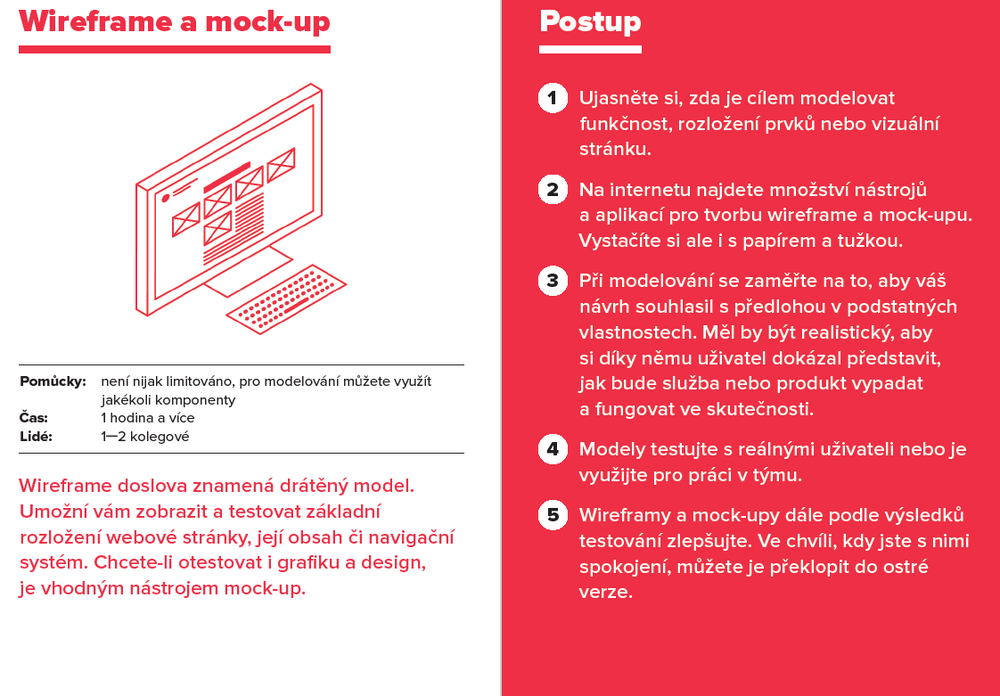 Wireframe a mock-up
Pomůcky: není nijak limitováno, pro modelování můžete využít
jakékoli komponenty
Čas: 1 hodina a více
Lidé: 1—2 kolegové
Wireframe doslova znamená drátěný model.
Umožní vám zobrazit a testovat základní
rozložení webové stránky, její obsah či navigační
systém. Chcete-li otestovat i grafiku a design,
je vhodným nástrojem mock-up.
Postup
1 Ujasněte si, zda je cílem modelovat
funkčnost, rozložení prvků nebo vizuální
stránku.
2 Na internetu najdete množství nástrojů
a aplikací pro tvorbu wireframe a mock-upu.
Vystačíte si ale i s papírem a tužkou.
3 Při modelování se zaměřte na to, aby váš
návrh souhlasil s předlohou v podstatných
vlastnostech. Měl by být realistický, aby
si díky němu uživatel dokázal představit,
jak bude služba nebo produkt vypadat
a fungovat ve skutečnosti.
4 Modely testujte s reálnými uživateli nebo je
využijte pro práci v týmu.
5 Wireframy a mock-upy dále podle výsledků
testování zlepšujte. Ve chvíli, kdy jste s nimi
spokojení, můžete je překlopit do ostré
verze.